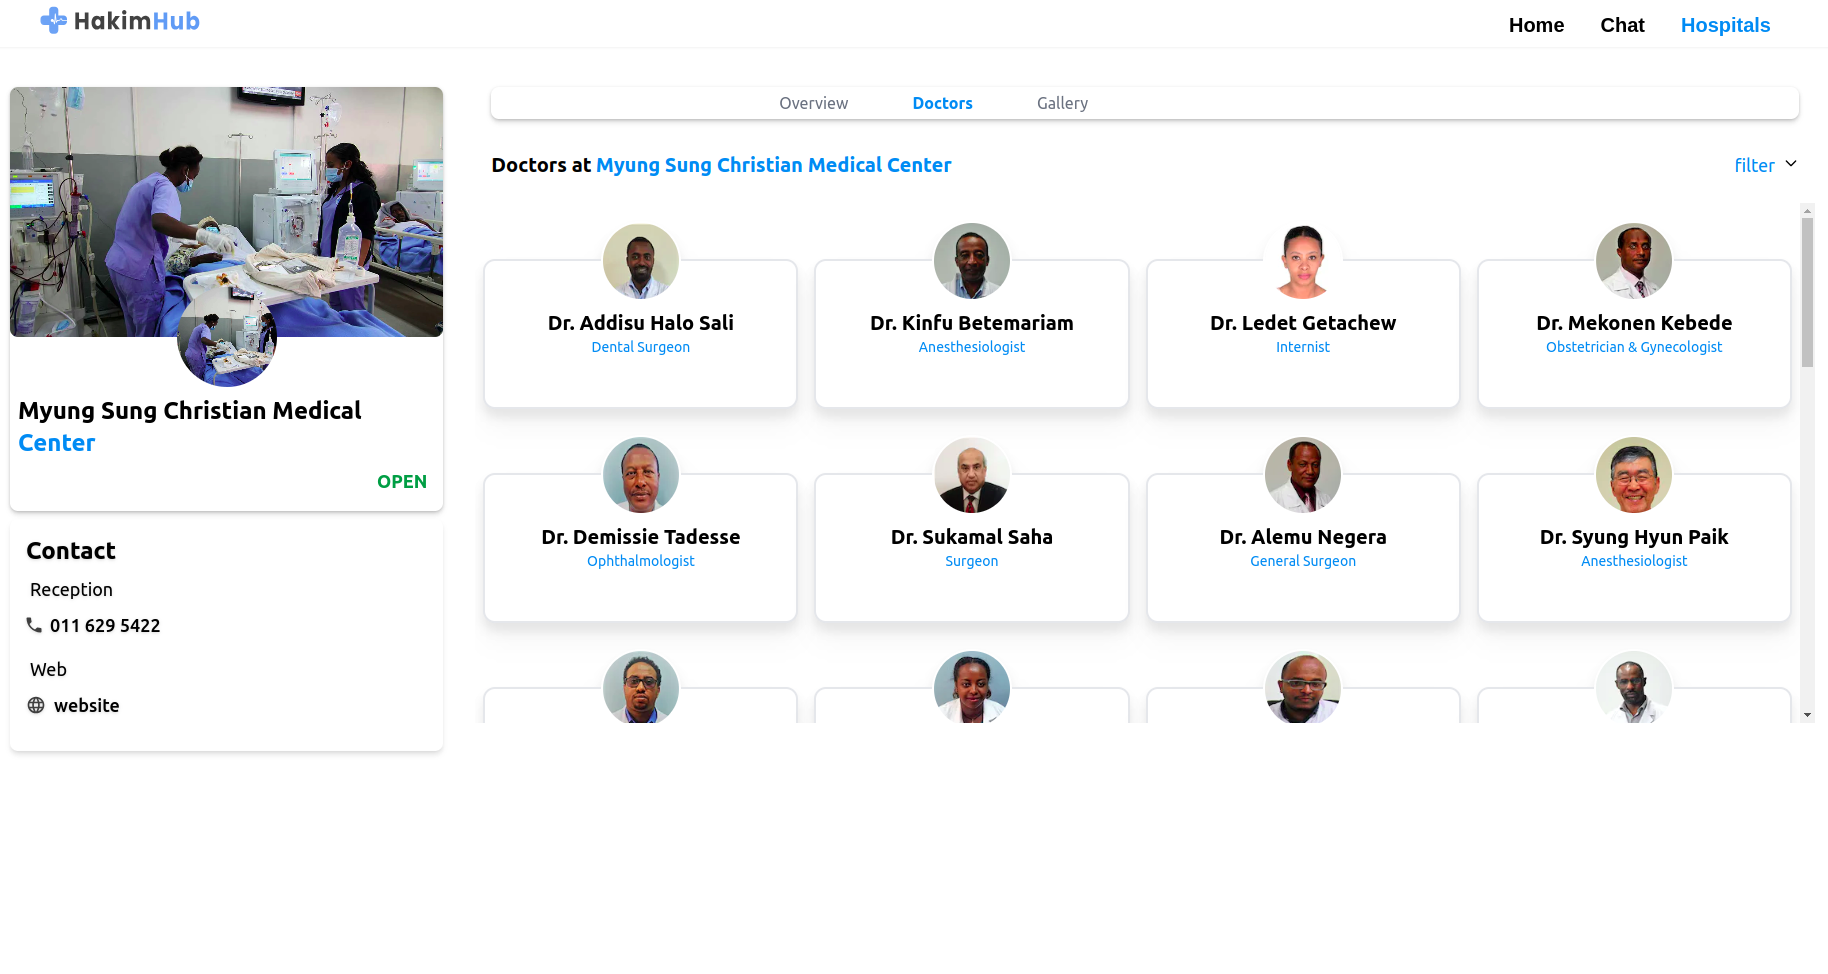 HakimHub
Home Chat Hospitals
Myung Sung Christian Medical
Center
OPEN
Contact
Reception
011 629 5422
Web
website
Overview Doctors Gallery
Doctors at Myung Sung Christian Medical Center
filter
Dr. Addisu Halo Sali
Dental Surgeon
Dr. Kinfu Betemariam
Anesthesiologist
Dr. Ledet Getachew
Internist
Dr. Mekonen Kebede
Obstetrician & Gynecologist
Dr. Demissie Tadesse
Ophthalmologist
Dr. Sukamal Saha
Surgeon
Dr. Alemu Negera
General Surgeon
Dr. Syung Hyun Paik
Anesthesiologist